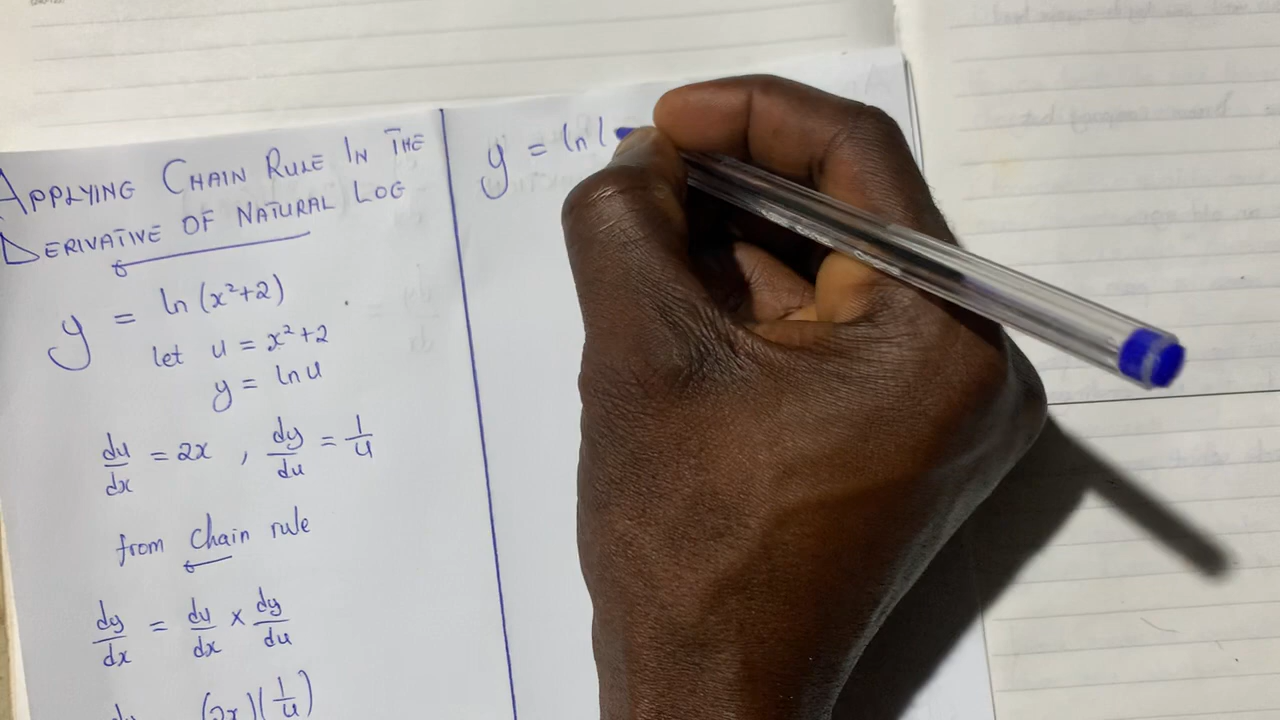 APPLYING CHAIN RULE IN THE
DERIVATIVE OF NATURAL LOG
y = ln (x²+2)
let u = x²+2
y = ln u
du/dx = 2x , dy/du = 1/u
from chain rule
dy/dx = du/dx × dy/du
(2x)(1/u)
y = ln